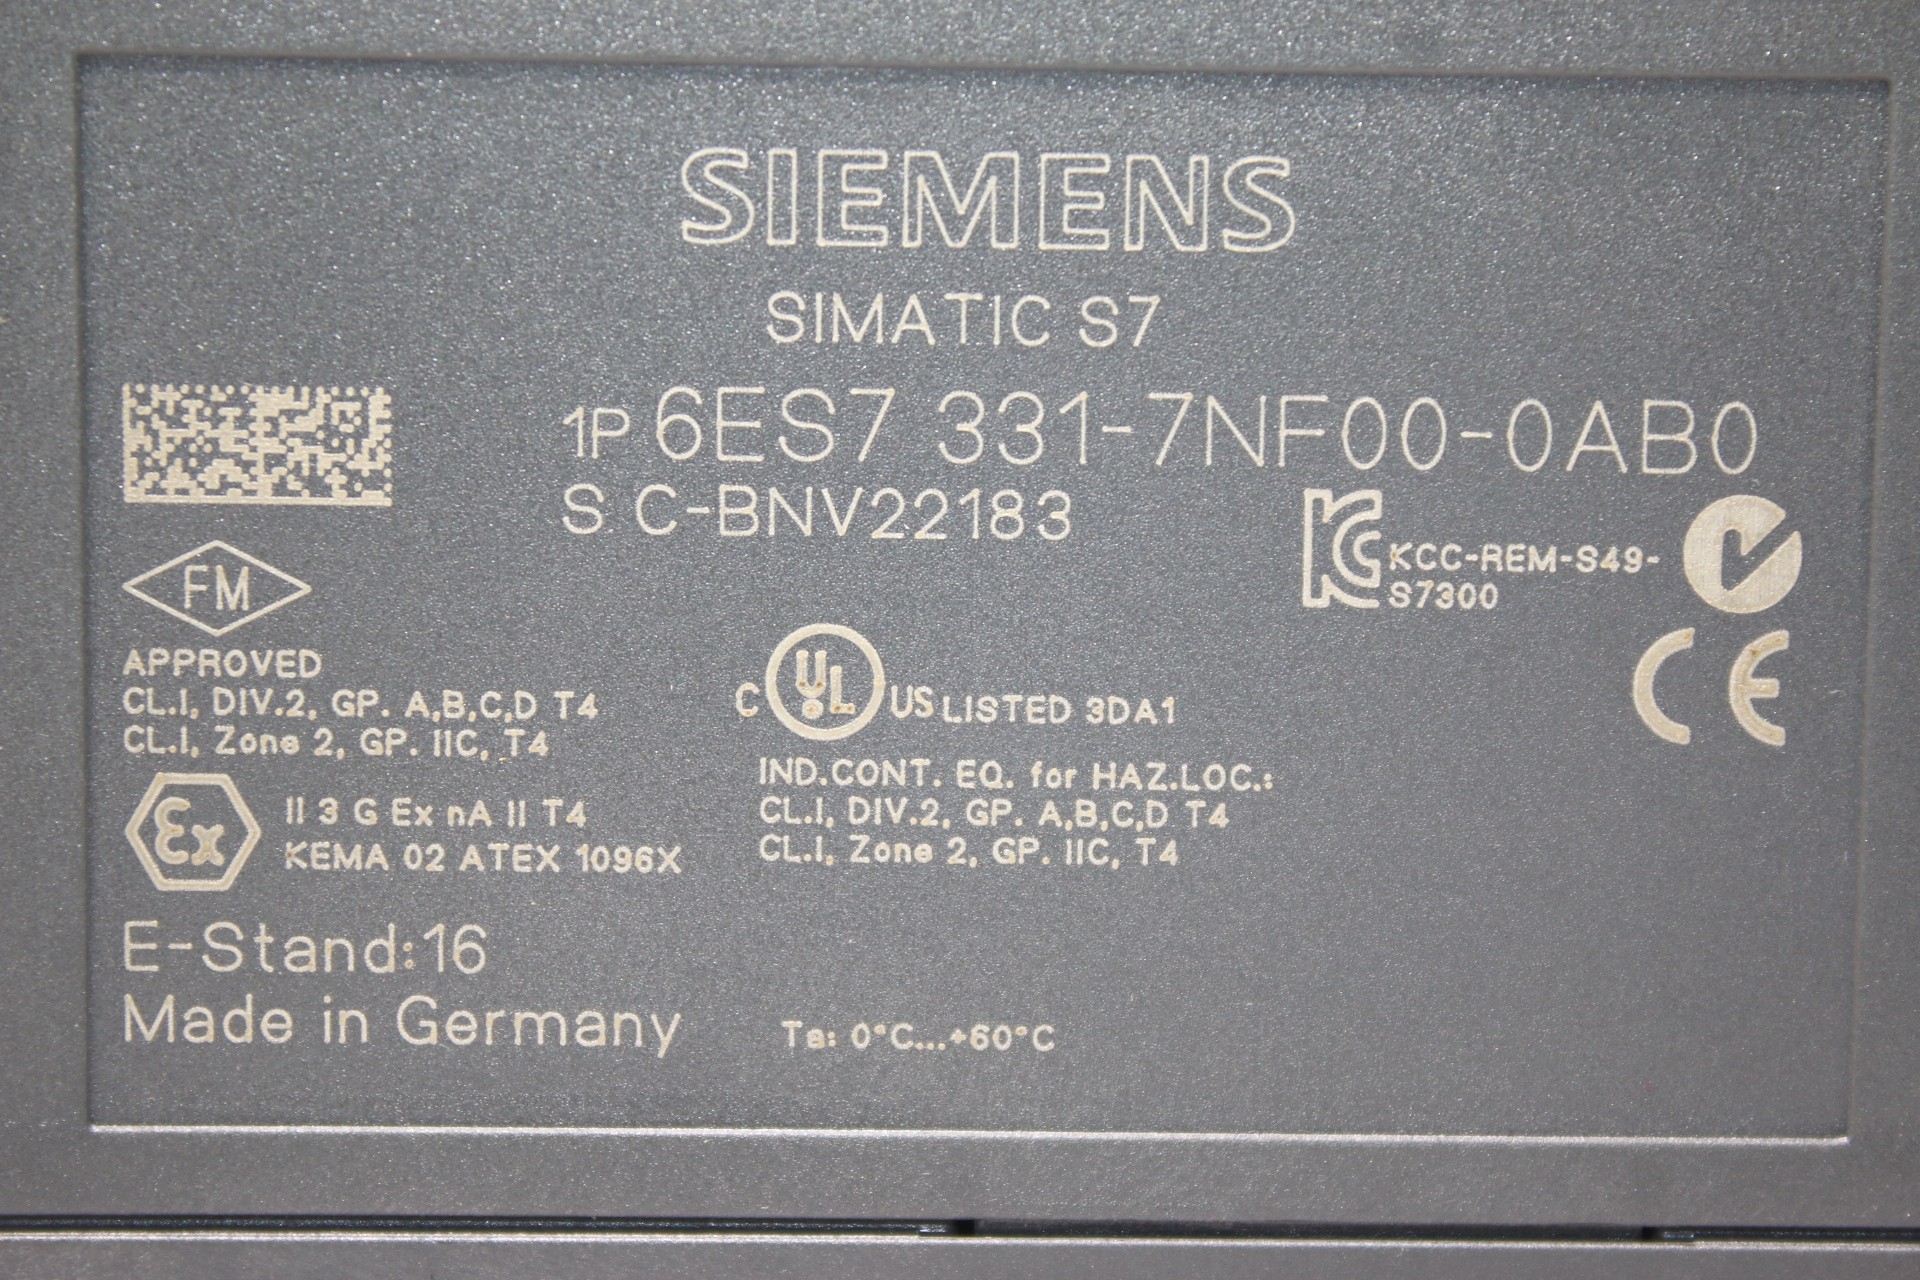 SIEMENS
SIMATIC S7
1P 6ES7 331-7NF00-0AB0
S C-BNV22183
KCC-REM-S49-
S7300
FM
APPROVED
CL.I, DIV.2, GP. A,B,C,D T4
CL.I, Zone 2, GP. IIC, T4
C UL US LISTED 3DA1
IND.CONT. EQ. for HAZ.LOC.:
CL.I, DIV.2, GP. A,B,C,D T4
CL.I, Zone 2, GP. IIC, T4
CE
Ex
II 3 G Ex nA II T4
KEMA 02 ATEX 1096X
E-Stand:16
Made in Germany
Ta: 0°C...+60°C